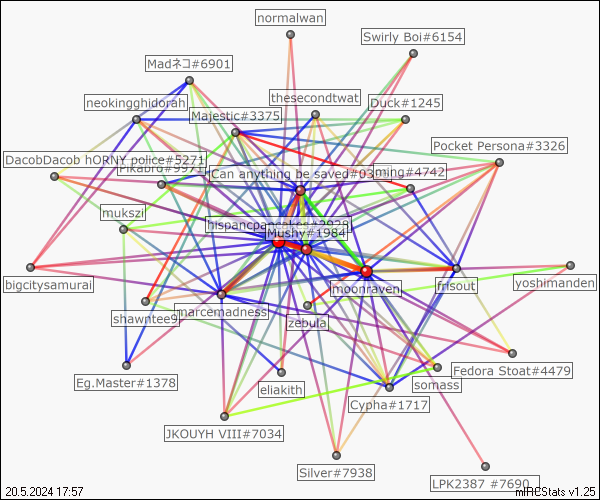 normalwan
Swirly Boi#6154
Madネコ#6901
neokingghidorah
thesecondtwat
Duck#1245
Majestic#3375
Pocket Persona#3326
DacobDacob hORNY police#5271
Pikabro#9971
Can anything be saved#03
ming#4742
mukszi
hispancpancakes#2928
Mushy#1984
bigcitysamurai
moonraven
frisout
yoshimanden
shawntee9
marcemadness
zebula
Eg.Master#1378
eliakith
somass
Fedora Stoat#4479
Cypha#1717
JKOUYH VIII#7034
Silver#7938
LPK2387 #7690
20.5.2024 17:57
mIRCStats v1.25